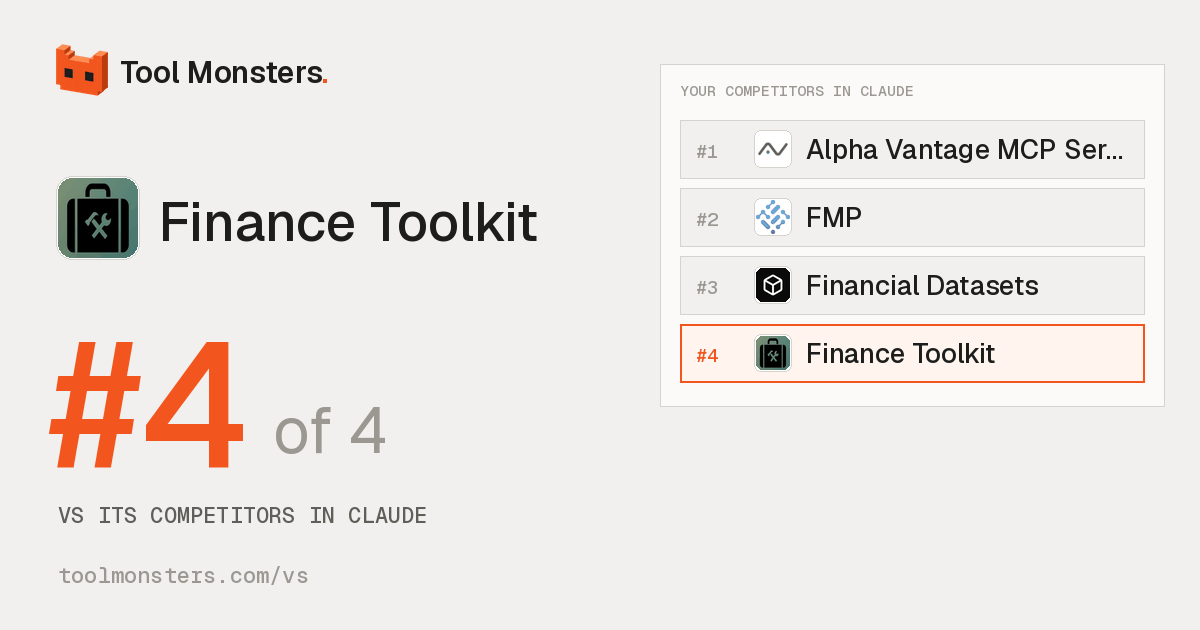 Tool Monsters.
Finance Toolkit
#4 of 4
VS ITS COMPETITORS IN CLAUDE
toolmonsters.com/vs
YOUR COMPETITORS IN CLAUDE
#1 Alpha Vantage MCP Ser...
#2 FMP
#3 Financial Datasets
#4 Finance Toolkit